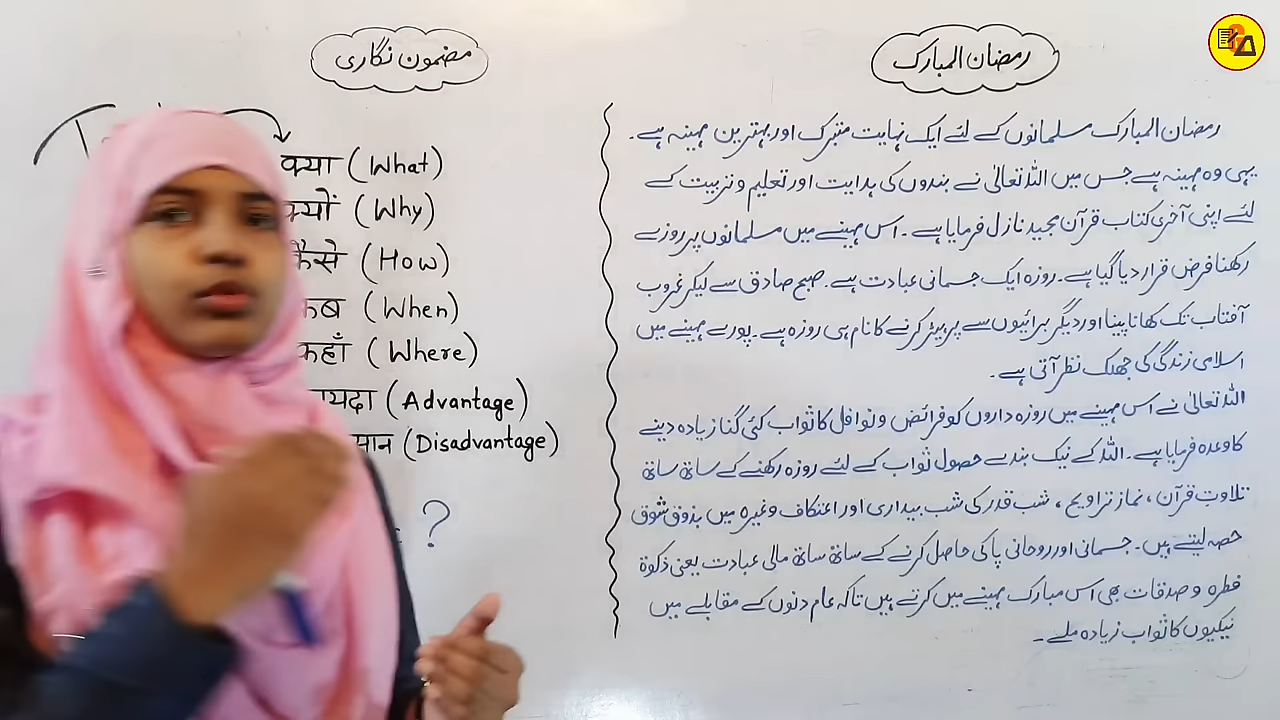 مضمون نگاری
क्या (What)
क्यों (Why)
कैसे (How)
कब (When)
कहाँ (Where)
यदा (Advantage)
सान (Disadvantage)
?
رمضان المبارک
رمضان المبارک مسلمانوں کے لئے ایک نہایت متبرک اور بہترین مہینہ ہے۔
یہی وہ مہینہ ہے جس میں اللہ تعالیٰ نے بندوں کی ہدایت اور تعلیم و تربیت کے
لئے اپنی آخری کتاب قرآن مجید نازل فرمایا ہے۔ اس مہینے میں مسلمانوں پر روزے
رکھنا فرض قرار دیا گیا ہے۔ روزہ ایک جسمانی عبادت ہے۔ صبح صادق سے لیکر غروب
آفتاب تک کھانا پینا اور دیگر برائیوں سے پرہیز کرنے کا نام ہی روزہ ہے۔ پورے مہینے میں
اسلامی زندگی کی جھلک نظر آتی ہے۔
اللہ تعالیٰ نے اس مہینے میں روزہ داروں کو فرائض و نوافل کا ثواب کئی گنا زیادہ دینے
کا وعدہ فرمایا ہے۔ اللہ کے نیک بندے حصول ثواب کے لئے روزہ رکھنے کے ساتھ ساتھ
تلاوتِ قرآن، نماز تراویح، شب قدر کی شب بیداری اور اعتکاف وغیرہ میں بذوق شوق
حصہ لیتے ہیں۔ جسمانی اور روحانی پاکی حاصل کرنے کے ساتھ ساتھ مالی عبادت یعنی زکوٰۃ
فطرہ و صدقات بھی اس مبارک مہینے میں کرتے ہیں تاکہ عام دنوں کے مقابلے میں
نیکیوں کا ثواب زیادہ ملے۔